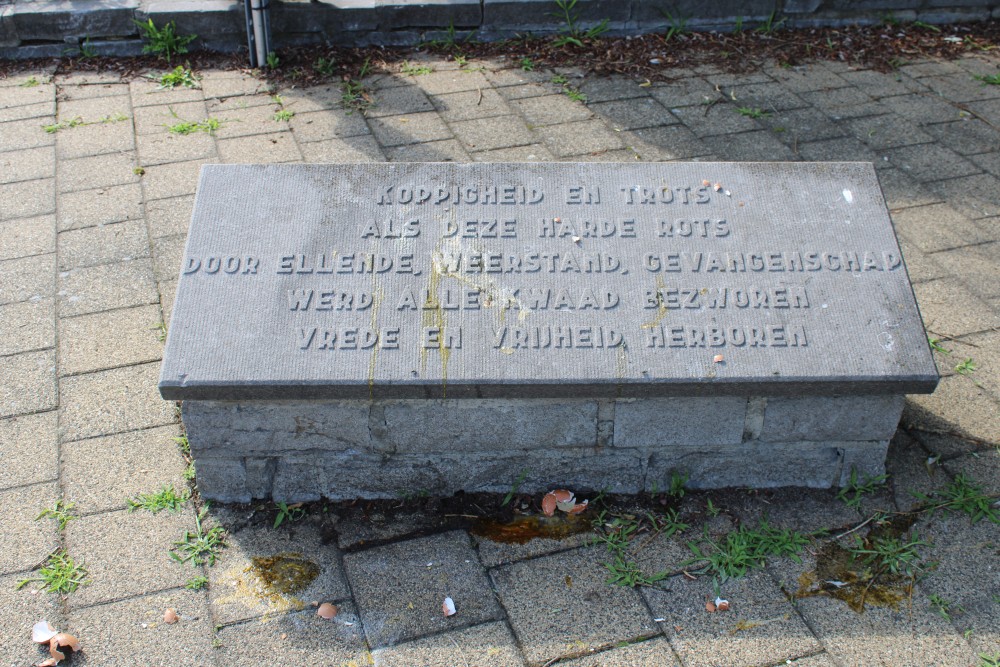 KOPPIGHEID EN TROTS
ALS DEZE HARDE ROTS
DOOR ELLENDE, WEERSTAND, GEVANGENSCHAP
WERD ALLE KWAAD BEZWOREN
VREDE EN VRIJHEID HERBOREN